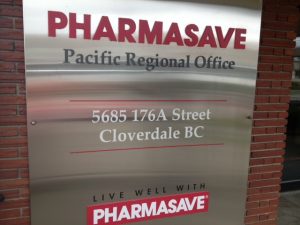 PHARMASAVE
Pacific Regional Office
5685 176A Street
Cloverdale BC
LIVE WELL WITH
PHARMASAVE®